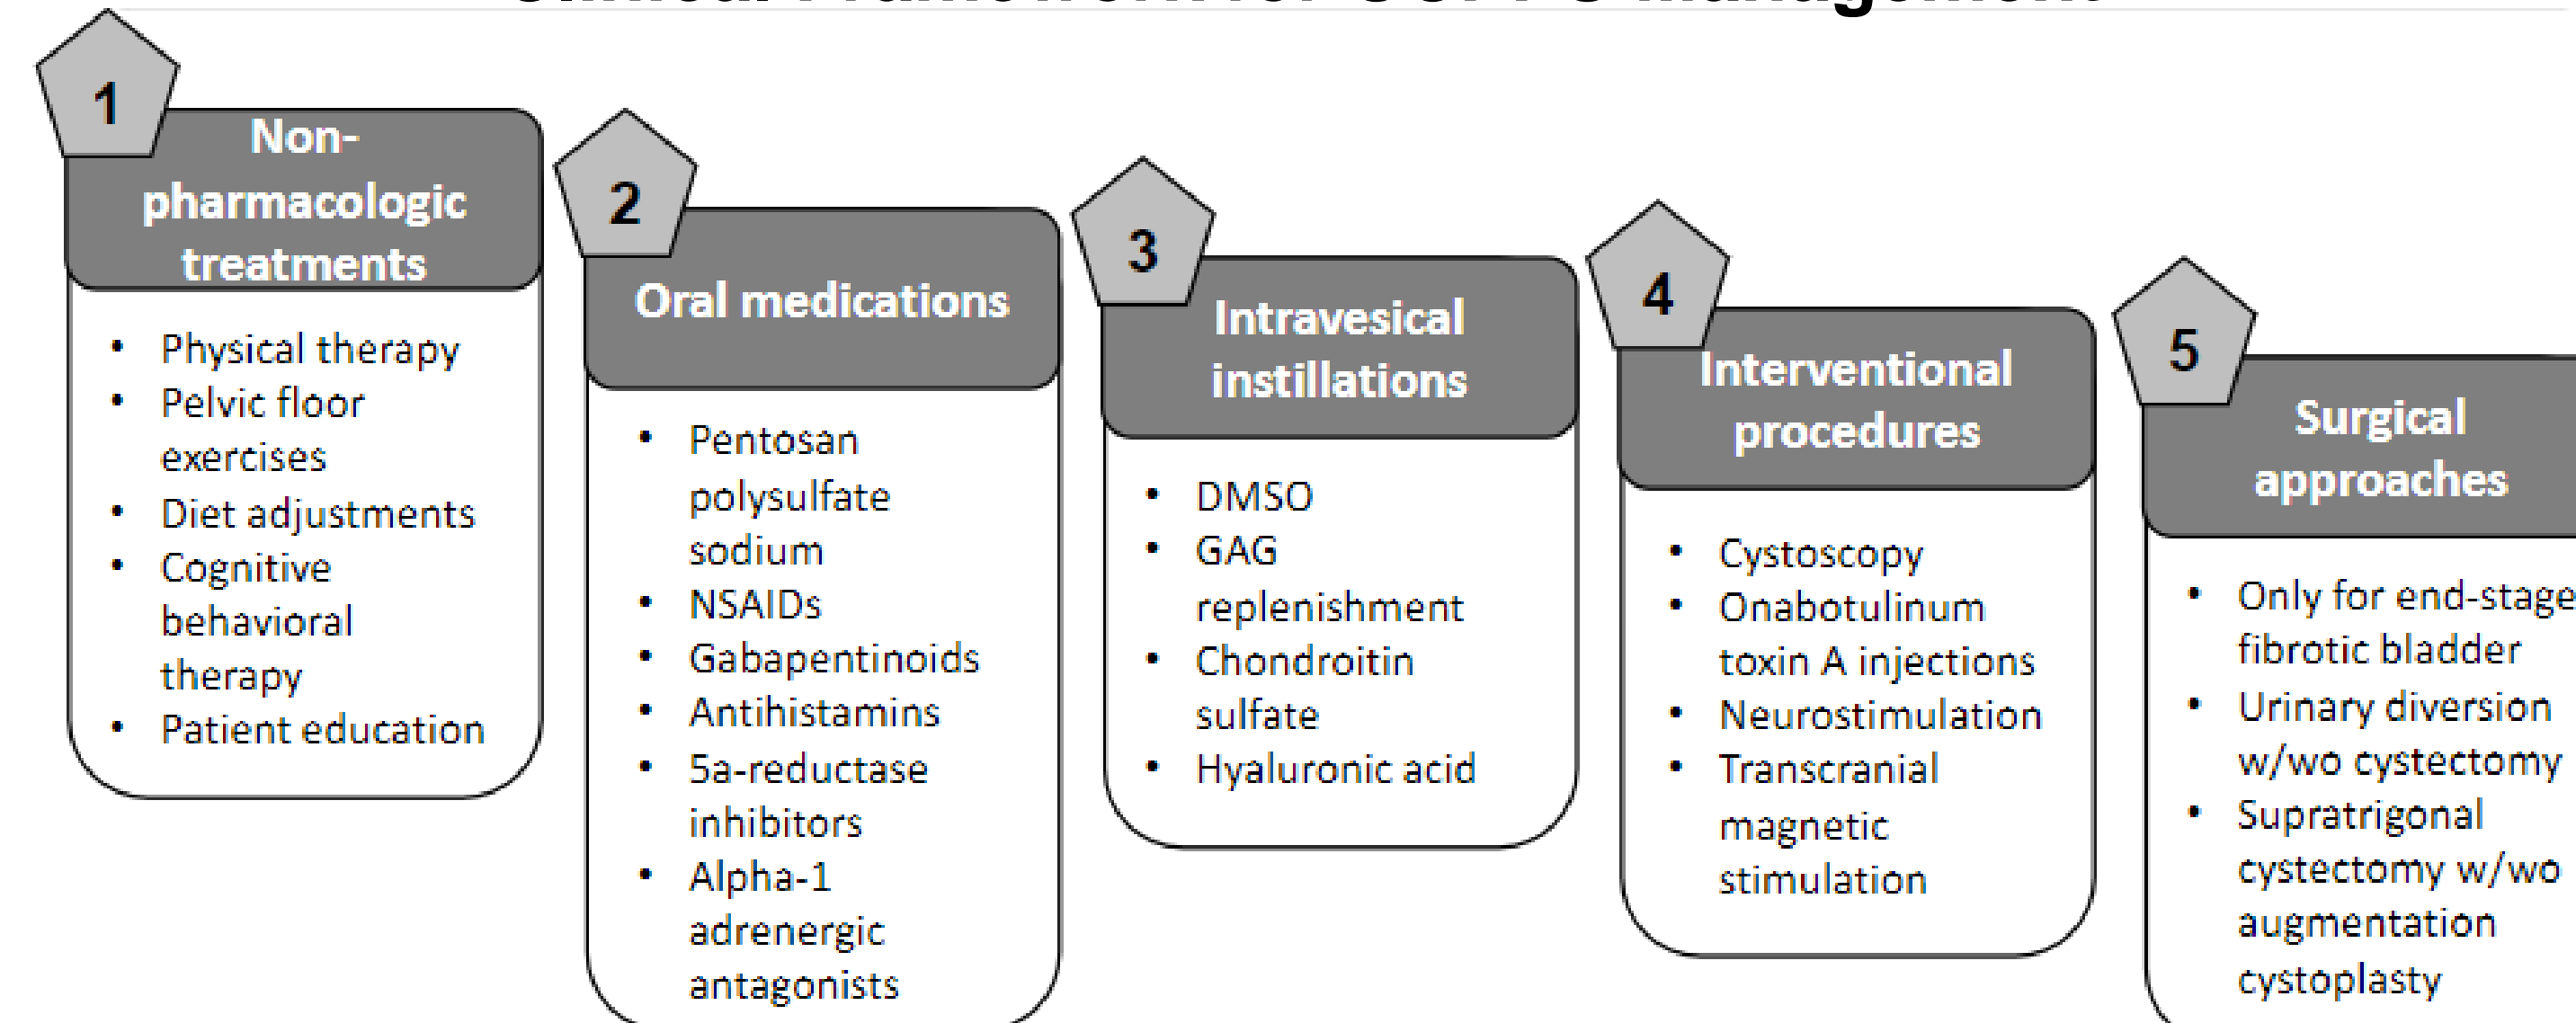 1
Non-
pharmacologic
treatments
• Physical therapy
• Pelvic floor
exercises
• Diet adjustments
• Cognitive
behavioral
therapy
• Patient education
2
Oral medications
• Pentosan
polysulfate
sodium
• NSAIDs
• Gabapentinoids
• Antihistamins
• 5a-reductase
inhibitors
• Alpha-1
adrenergic
antagonists
3
Intravesical
instillations
• DMSO
• GAG
replenishment
• Chondroitin
sulfate
• Hyaluronic acid
4
Interventional
procedures
• Cystoscopy
• Onabotulinum
toxin A injections
• Neurostimulation
• Transcranial
magnetic
stimulation
5
Surgical
approaches
• Only for end-stage
fibrotic bladder
• Urinary diversion
w/wo cystectomy
• Supratrigonal
cystectomy w/wo
augmentation
cystoplasty